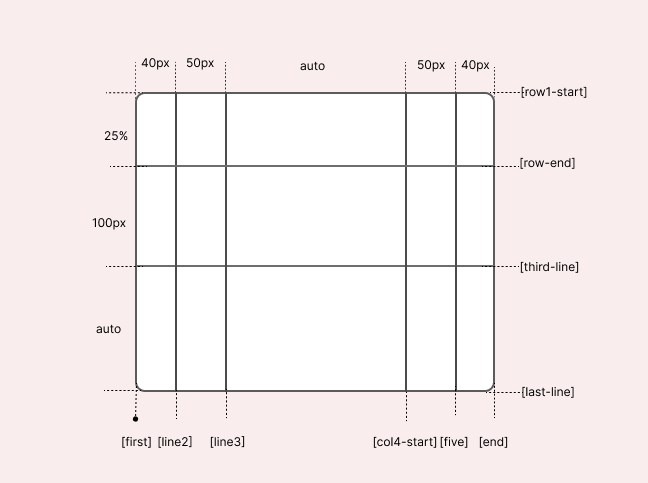 40px 50px auto 50px 40px
[row1-start]
25%
[row-end]
100px
[third-line]
auto
[last-line]
[first] [line2] [line3] [col4-start] [five] [end]